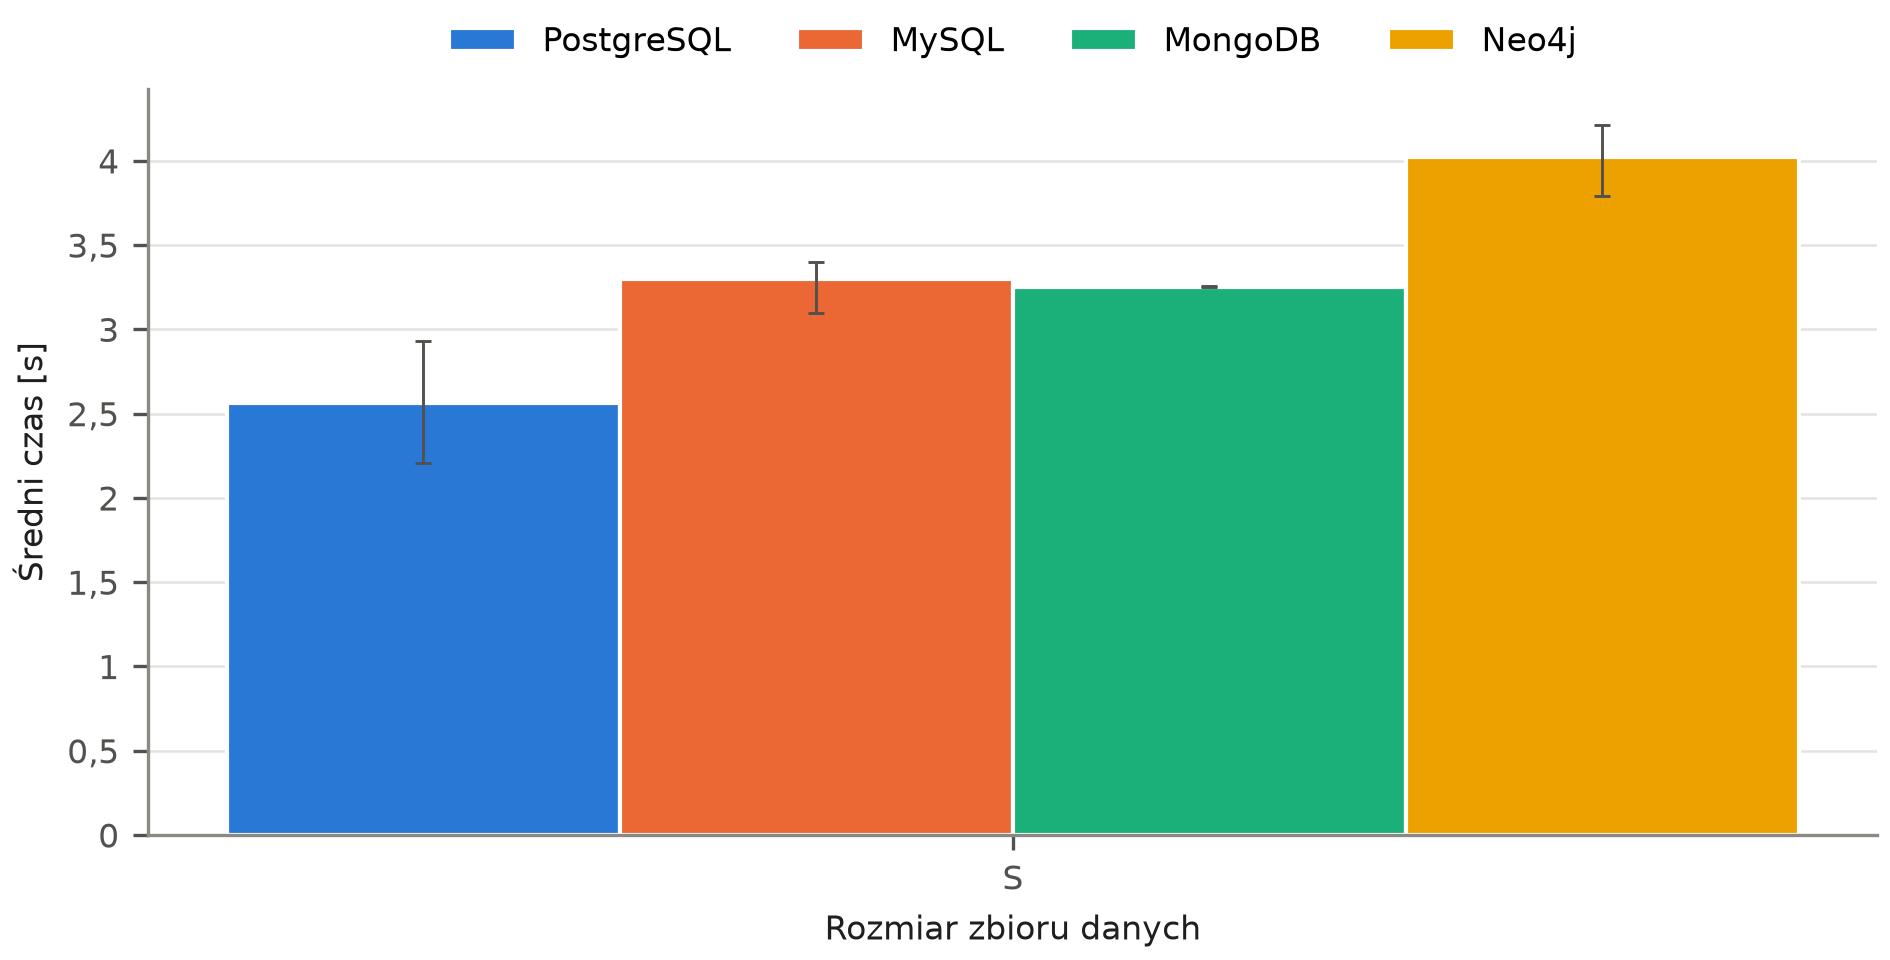 PostgreSQL MySQL MongoDB Neo4j
Średni czas [s]
4
3,5
3
2,5
2
1,5
1
0,5
0
S
Rozmiar zbioru danych